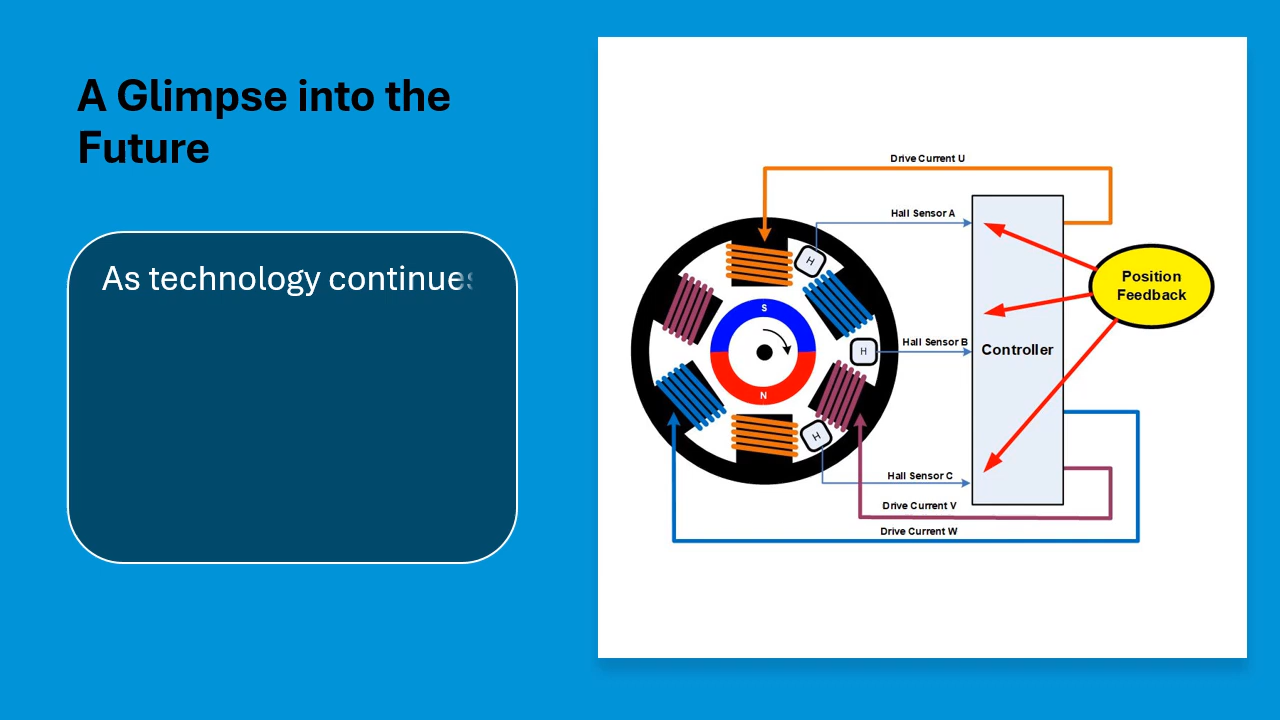 A Glimpse into the
Future
As technology continues
Drive Current U
Hall Sensor A
H
S
Position
Feedback
Hall Sensor B
H
Controller
N
H
Hall Sensor C
Drive Current V
Drive Current W